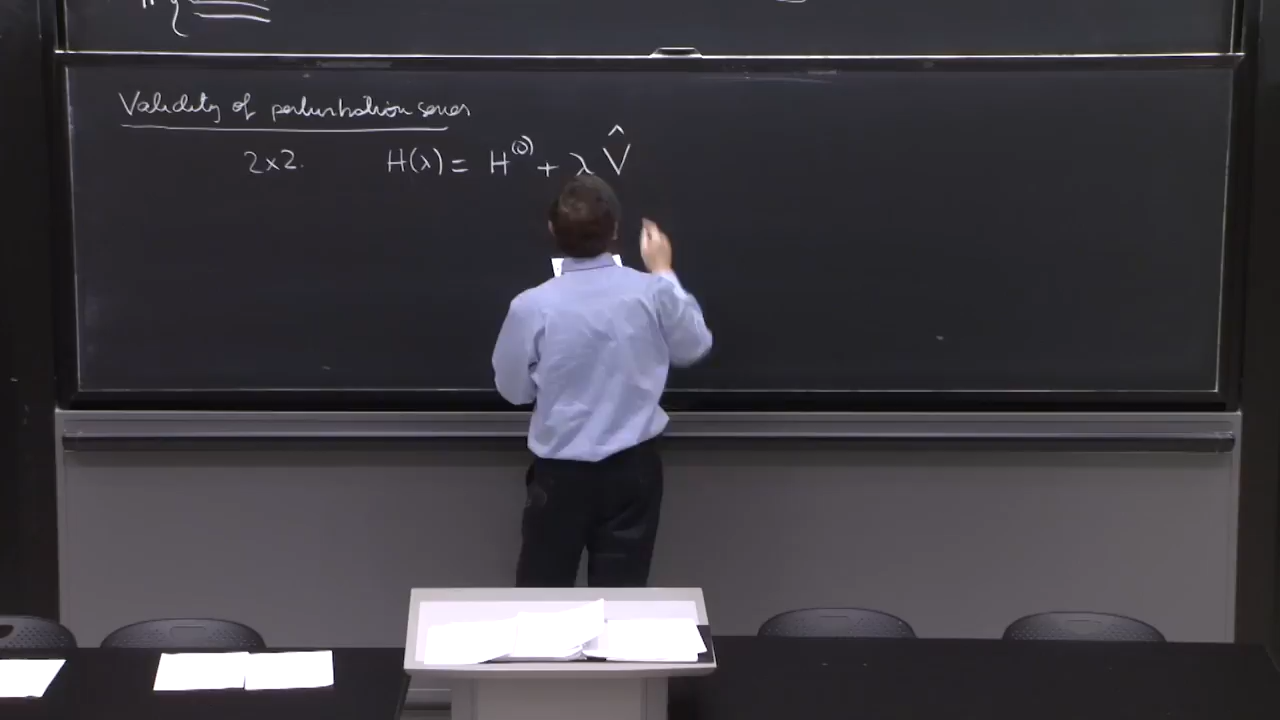 Validity of perturbation series
2x2. H(λ) = H^(0) + λ V̂